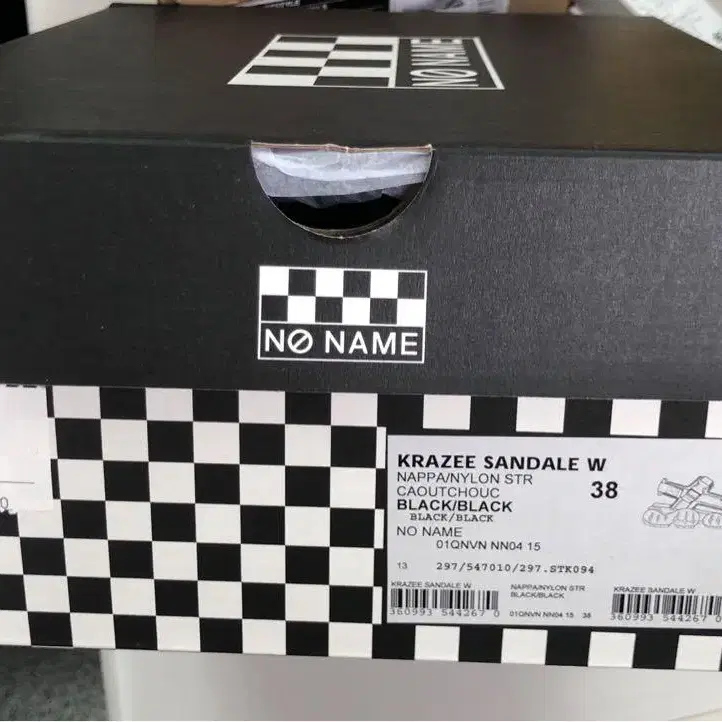 NO NAME
NO NAME
KRAZEE SANDALE W
NAPPA/NYLON STR
CAOUTCHOUC 38
BLACK/BLACK
BLACK/BLACK
NO NAME
01QNVN NN04 15
13 297/547010/297.STK094
KRAZEE SANDALE W
NAPPA/NYLON STR
BLACK/BLACK
360993 544267 0
01QNVN NN04 15 38
KRAZEE SANDALE W
360993 544267 0